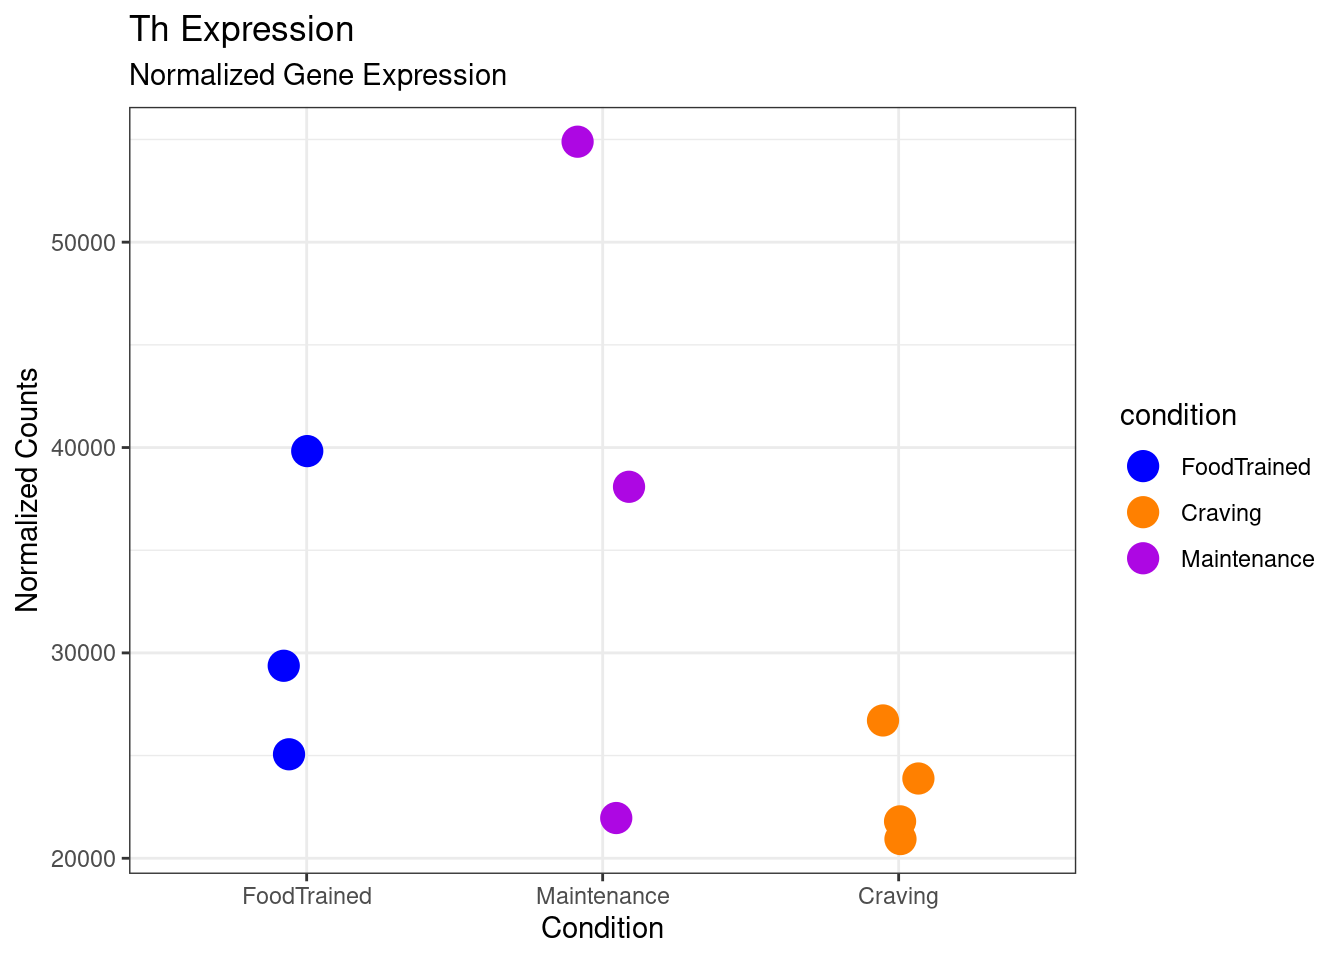 Th Expression
Normalized Gene Expression
Normalized Counts
50000
40000
30000
20000
FoodTrained
Maintenance
Craving
Condition
condition
FoodTrained
Craving
Maintenance